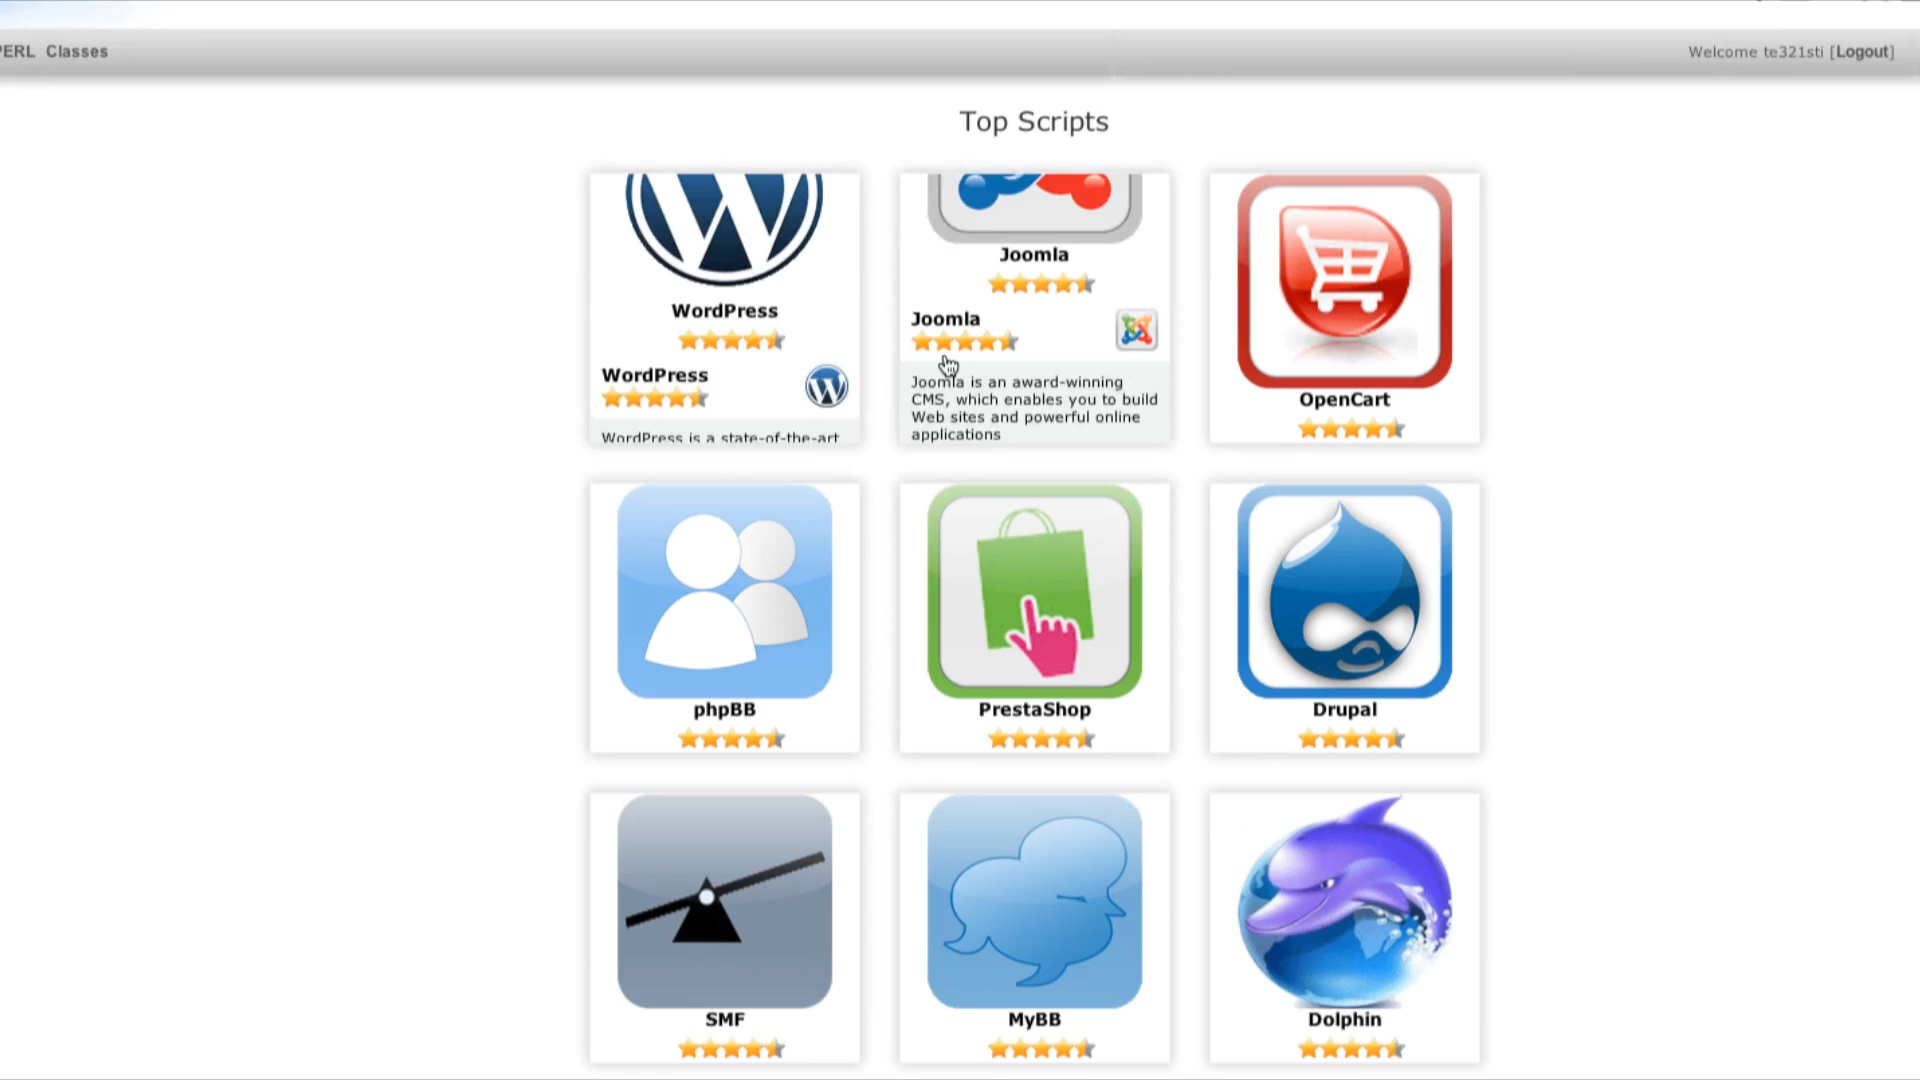 PERL Classes
Welcome te321sti [Logout]
Top Scripts
WordPress
WordPress
WordPress is a state-of-the-art
Joomla
Joomla
Joomla is an award-winning
CMS, which enables you to build
Web sites and powerful online
applications
OpenCart
phpBB
PrestaShop
Drupal
SMF
MyBB
Dolphin